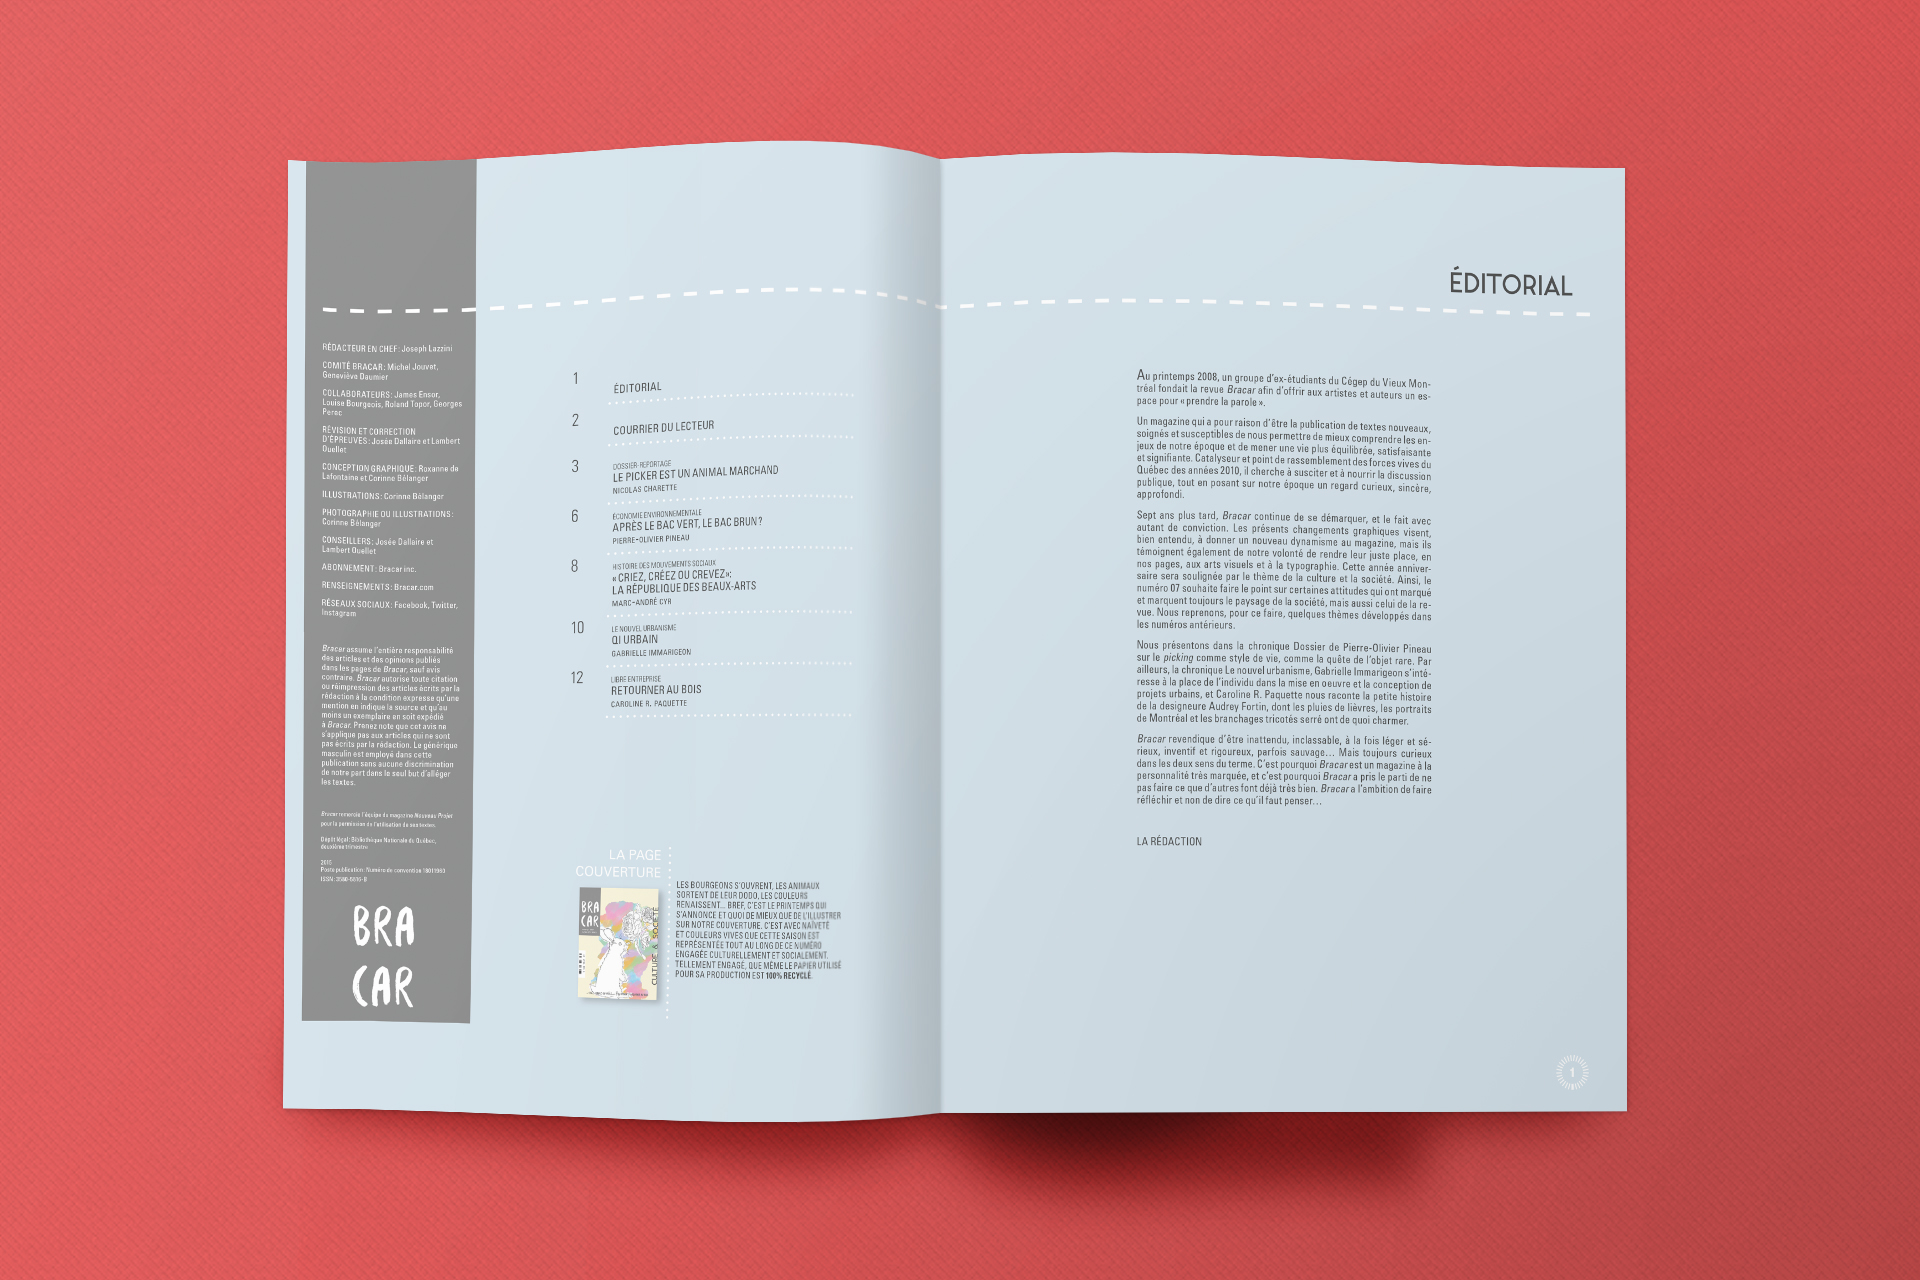 RÉDACTEUR EN CHEF: Joseph Lazzini
COMITÉ BRACAR: Michel Jouvet,
Geneviève Daumier
COLLABORATEURS: James Ensor,
Louise Bourgeois, Roland Topor, Georges
Perec
RÉVISION ET CORRECTION
D'ÉPREUVES: Josée Dallaire et Lambert
Ouellet
CONCEPTION GRAPHIQUE: Roxanne de
Lafontaine et Corinne Bélanger
ILLUSTRATIONS: Corinne Bélanger
PHOTOGRAPHIE OU ILLUSTRATIONS:
Corinne Bélanger
CONSEILLERS: Josée Dallaire et
Lambert Ouellet
ABONNEMENT: Bracar inc.
RENSEIGNEMENTS: Bracar.com
RÉSEAUX SOCIAUX: Facebook, Twitter,
Instagram
Bracar assume l'entière responsabilité
des articles et des opinions publiés
dans les pages de Bracar, sauf avis
contraire. Bracar autorise toute citation
ou réimpression des articles écrits par la
rédaction à la condition expresse qu'une
mention en indique la source et qu'au
moins un exemplaire en soit expédié
à Bracar. Prenez note que cet avis ne
s'applique pas aux articles qui ne sont
pas écrits par la rédaction. Le générique
masculin est employé dans cette
publication sans aucune discrimination
de notre part dans le seul but d'alléger
les textes.
Bracar remercie l'équipe du magazine Nouveau Projet
pour la permission de l'utilisation de ses textes.
Dépôt légal: Bibliothèque Nationale du Québec,
deuxième trimestre
2015
Poste publication: Numéro de convention
ISSN:
BRA
CAR
1 ÉDITORIAL
2 COURRIER DU LECTEUR
3 DOSSIER-REPORTAGE
LE PICKER EST UN ANIMAL MARCHAND
NICOLAS CHARETTE
6 ÉCONOMIE ENVIRONNEMENTALE
APRÈS LE BAC VERT, LE BAC BRUN?
PIERRE-OLIVIER PINEAU
8 HISTOIRE DES MOUVEMENTS SOCIAUX
« CRIEZ, CRÉEZ OU CREVEZ»:
LA RÉPUBLIQUE DES BEAUX-ARTS
MARC-ANDRÉ CYR
10 LE NOUVEL URBANISME
QI URBAIN
GABRIELLE IMMARIGEON
12 LIBRE ENTREPRISE
RETOURNER AU BOIS
CAROLINE R. PAQUETTE
LA PAGE
COUVERTURE
BRA
CAR
CULTURE & SOCIÉTÉ
LES BOURGEONS S'OUVRENT, LES ANIMAUX
SORTENT DE LEUR DODO, LES COULEURS
RENAISSENT... BREF, C'EST LE PRINTEMPS QUI
S'ANNONCE ET QUOI DE MIEUX QUE DE L'ILLUSTRER
SUR NOTRE COUVERTURE. C'EST AVEC NAÏVETÉ
ET COULEURS VIVES QUE CETTE SAISON EST
REPRÉSENTÉE TOUT AU LONG DE CE NUMÉRO
ENGAGÉE CULTURELLEMENT ET SOCIALEMENT.
TELLEMENT ENGAGÉ, QUE MÊME LE PAPIER UTILISÉ
POUR SA PRODUCTION EST 100% RECYCLÉ.
ÉDITORIAL
Au printemps 2008, un groupe d'ex-étudiants du Cégep du Vieux Mon-
tréal fondait la revue Bracar afin d'offrir aux artistes et auteurs un es-
pace pour « prendre la parole ».
Un magazine qui a pour raison d'être la publication de textes nouveaux,
soignés et susceptibles de nous permettre de mieux comprendre les en-
jeux de notre époque et de mener une vie plus équilibrée, satisfaisante
et signifiante. Catalyseur et point de rassemblement des forces vives du
Québec des années 2010, il cherche à susciter et à nourrir la discussion
publique, tout en posant sur notre époque un regard curieux, sincère,
approfondi.
Sept ans plus tard, Bracar continue de se démarquer, et le fait avec
autant de conviction. Les présents changements graphiques visent,
bien entendu, à donner un nouveau dynamisme au magazine, mais ils
témoignent également de notre volonté de rendre leur juste place, en
nos pages, aux arts visuels et à la typographie. Cette année anniver-
saire sera soulignée par le thème de la culture et la société. Ainsi, le
numéro 07 souhaite faire le point sur certaines attitudes qui ont marqué
et marquent toujours le paysage de la société, mais aussi celui de la re-
vue. Nous reprenons, pour ce faire, quelques thèmes développés dans
les numéros antérieurs.
Nous présentons dans la chronique Dossier de Pierre-Olivier Pineau
sur le picking comme style de vie, comme la quête de l'objet rare. Par
ailleurs, la chronique Le nouvel urbanisme, Gabrielle Immarigeon s'inté-
resse à la place de l'individu dans la mise en oeuvre et la conception de
projets urbains, et Caroline R. Paquette nous raconte la petite histoire
de la designeure Audrey Fortin, dont les pluies de lièvres, les portraits
de Montréal et les branchages tricotés serré ont de quoi charmer.
Bracar revendique d'être inattendu, inclassable, à la fois léger et sé-
rieux, inventif et rigoureux, parfois sauvage... Mais toujours curieux
dans les deux sens du terme. C'est pourquoi Bracar est un magazine à la
personnalité très marquée, et c'est pourquoi Bracar a pris le parti de ne
pas faire ce que d'autres font déjà très bien. Bracar a l'ambition de faire
réfléchir et non de dire ce qu'il faut penser...
LA RÉDACTION
1